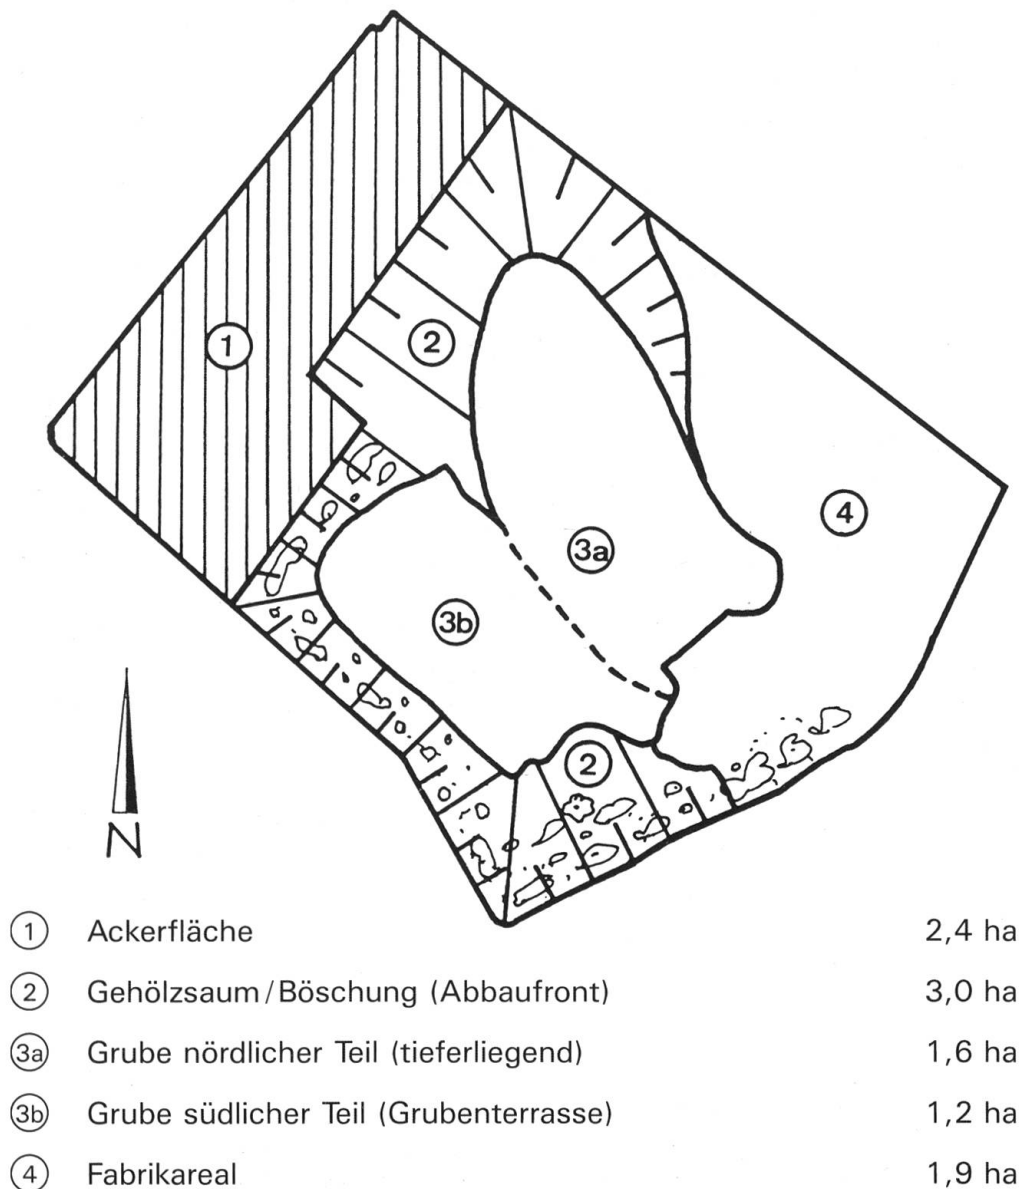 1
2
4
3a
3b
2
N
1 Ackerfläche 2,4 ha
2 Gehölzsaum/Böschung (Abbaufront) 3,0 ha
3a Grube nördlicher Teil (tieferliegend) 1,6 ha
3b Grube südlicher Teil (Grubenterrasse) 1,2 ha
4 Fabrikareal 1,9 ha